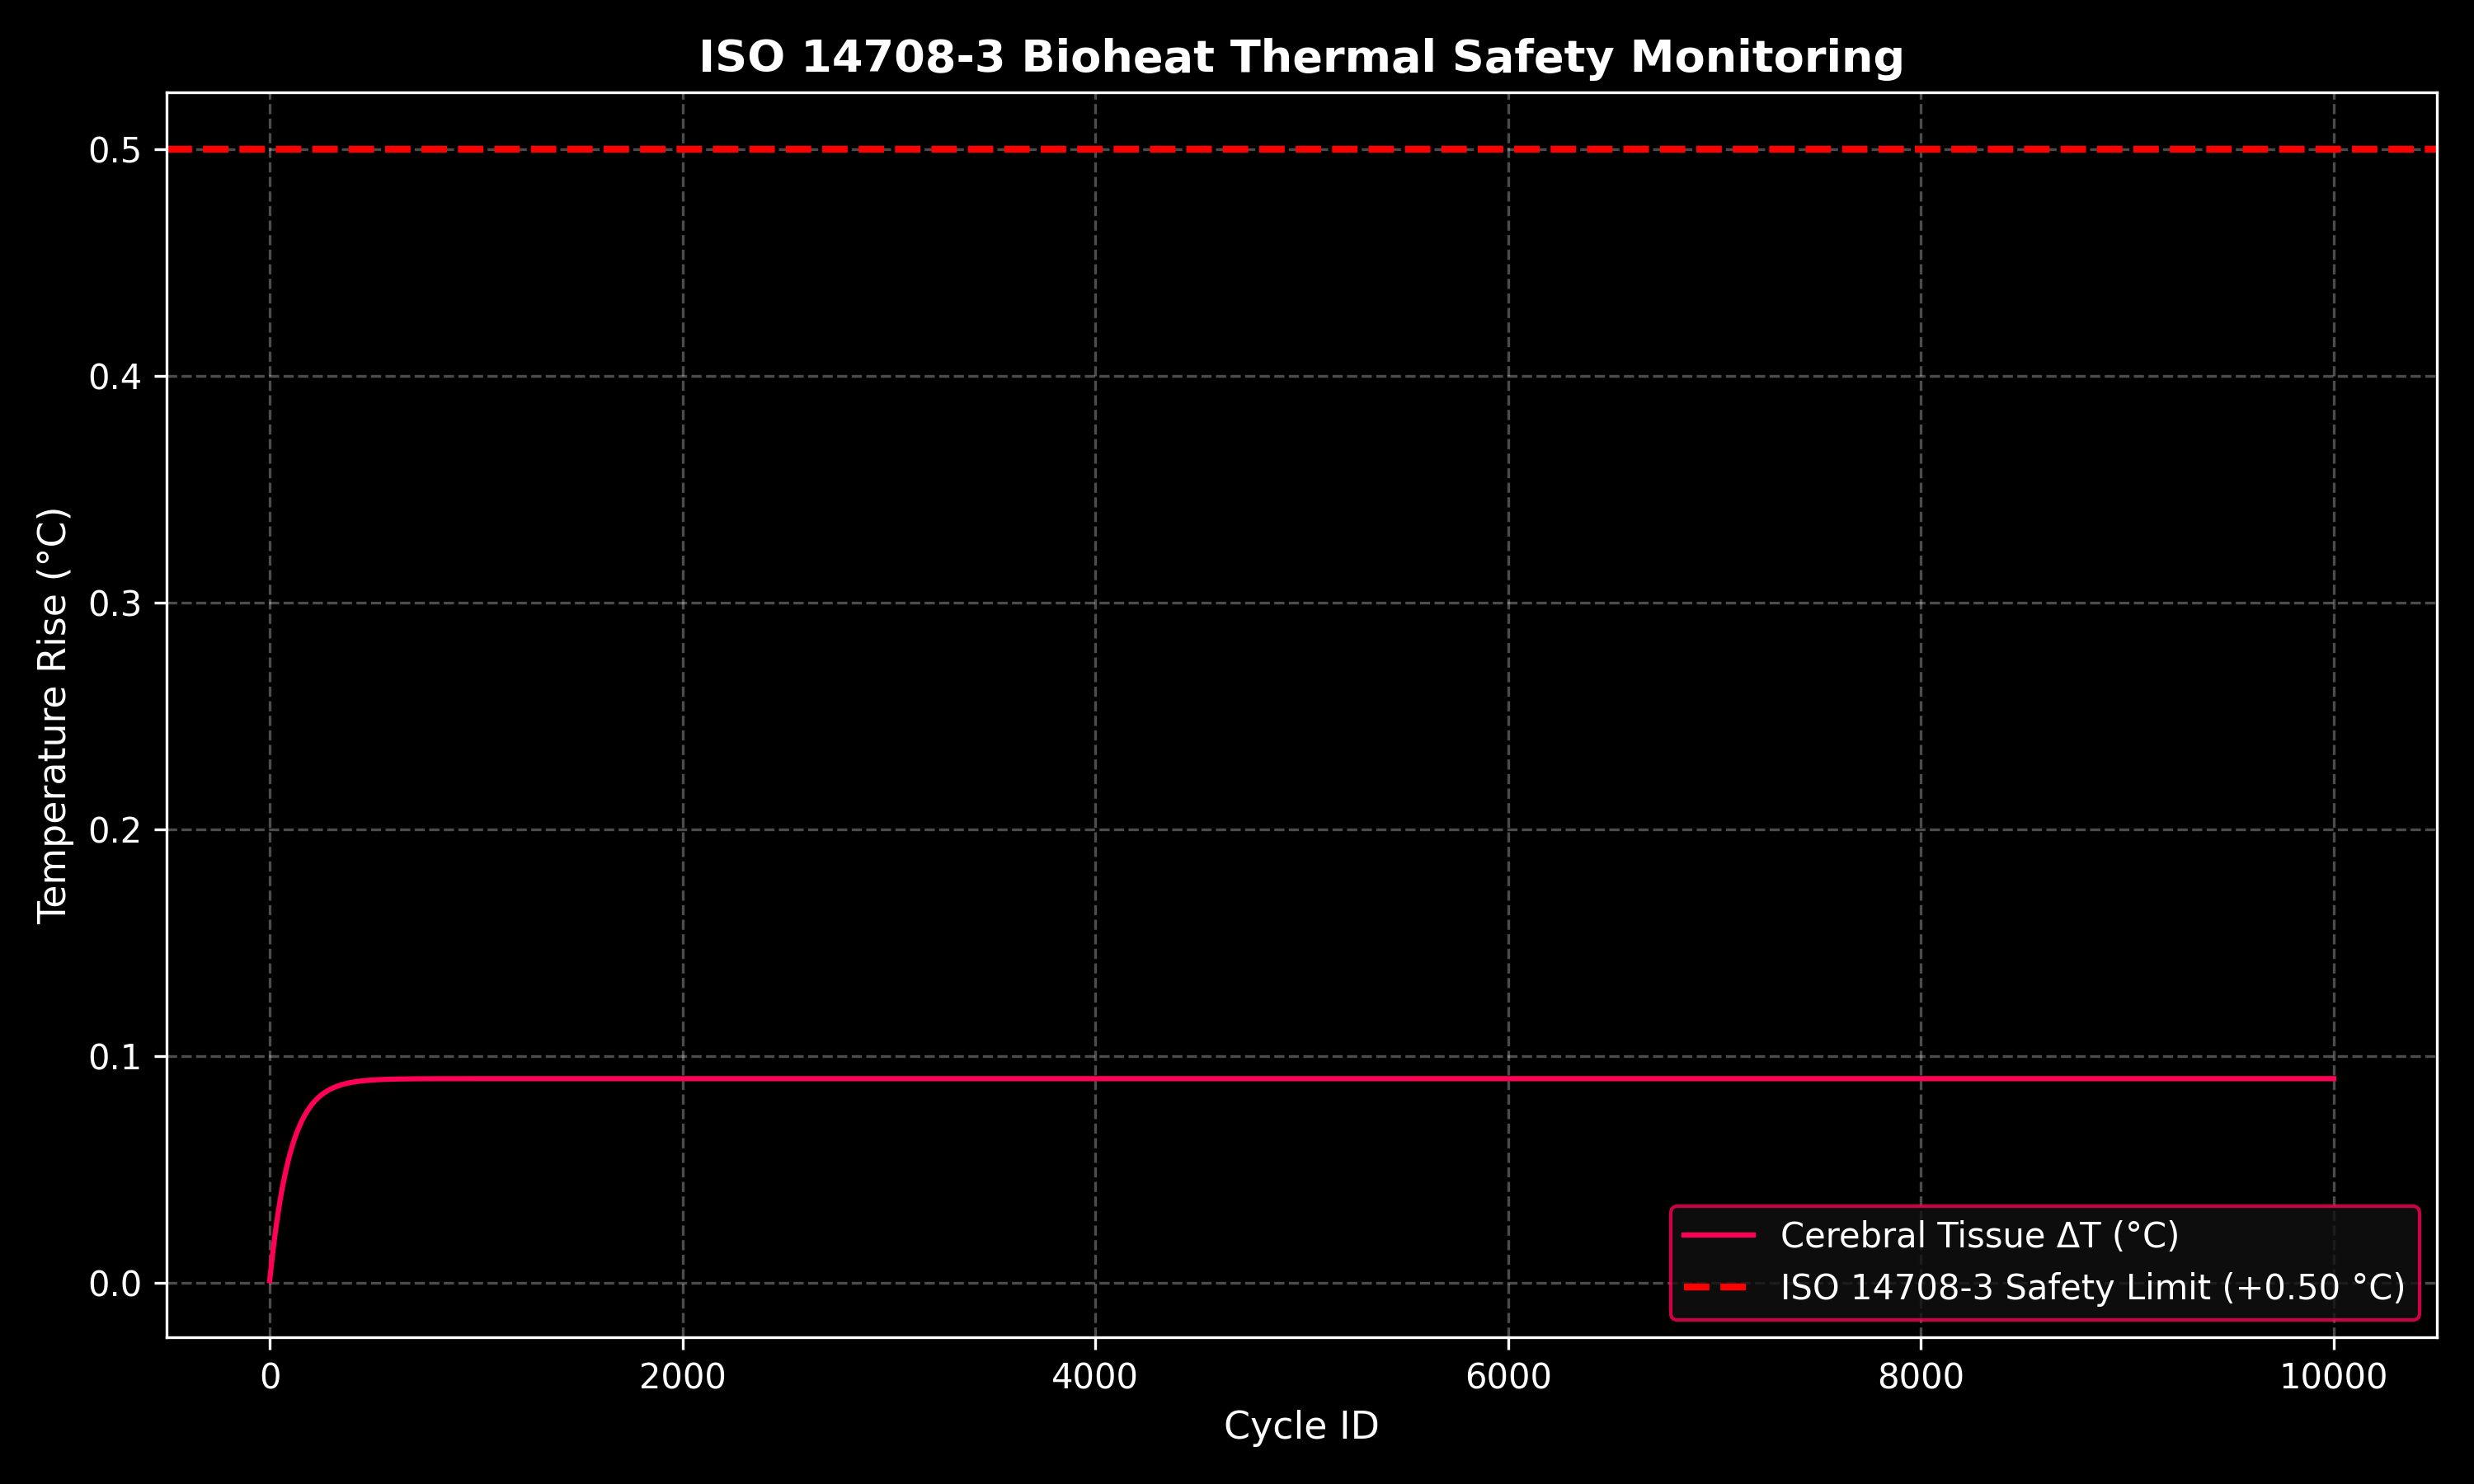 ISO 14708-3 Bioheat Thermal Safety Monitoring
Temperature Rise (°C)
0.5
0.4
0.3
0.2
0.1
0.0
Cerebral Tissue ΔT (°C)
ISO 14708-3 Safety Limit (+0.50 °C)
0 2000 4000 6000 8000 10000
Cycle ID